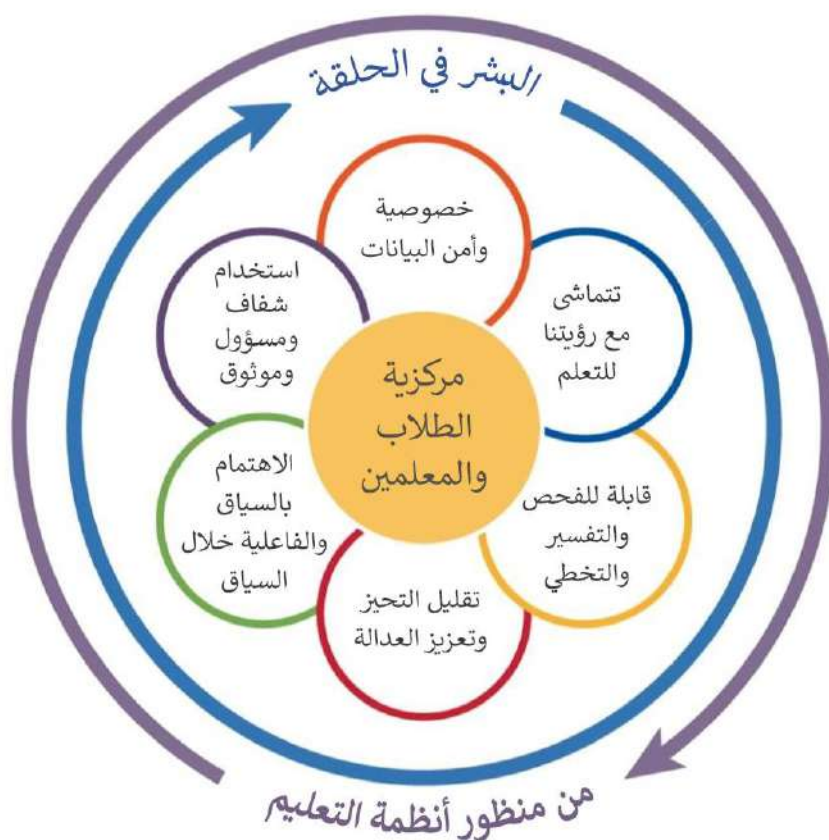 البشر في الحلقة
خصوصية
وأمن البيانات
تتماشى
مع رؤيتنا
للتعلم
قابلة للفحص
والتفسير
والتخطي
تقليل التحيز
وتعزيز العدالة
الاهتمام
بالسياق
والفاعلية خلال
السياق
استخدام
شفاف
ومسؤول
وموثوق
مركزية
الطلاب
والمعلمين
من منظور أنظمة التعليم